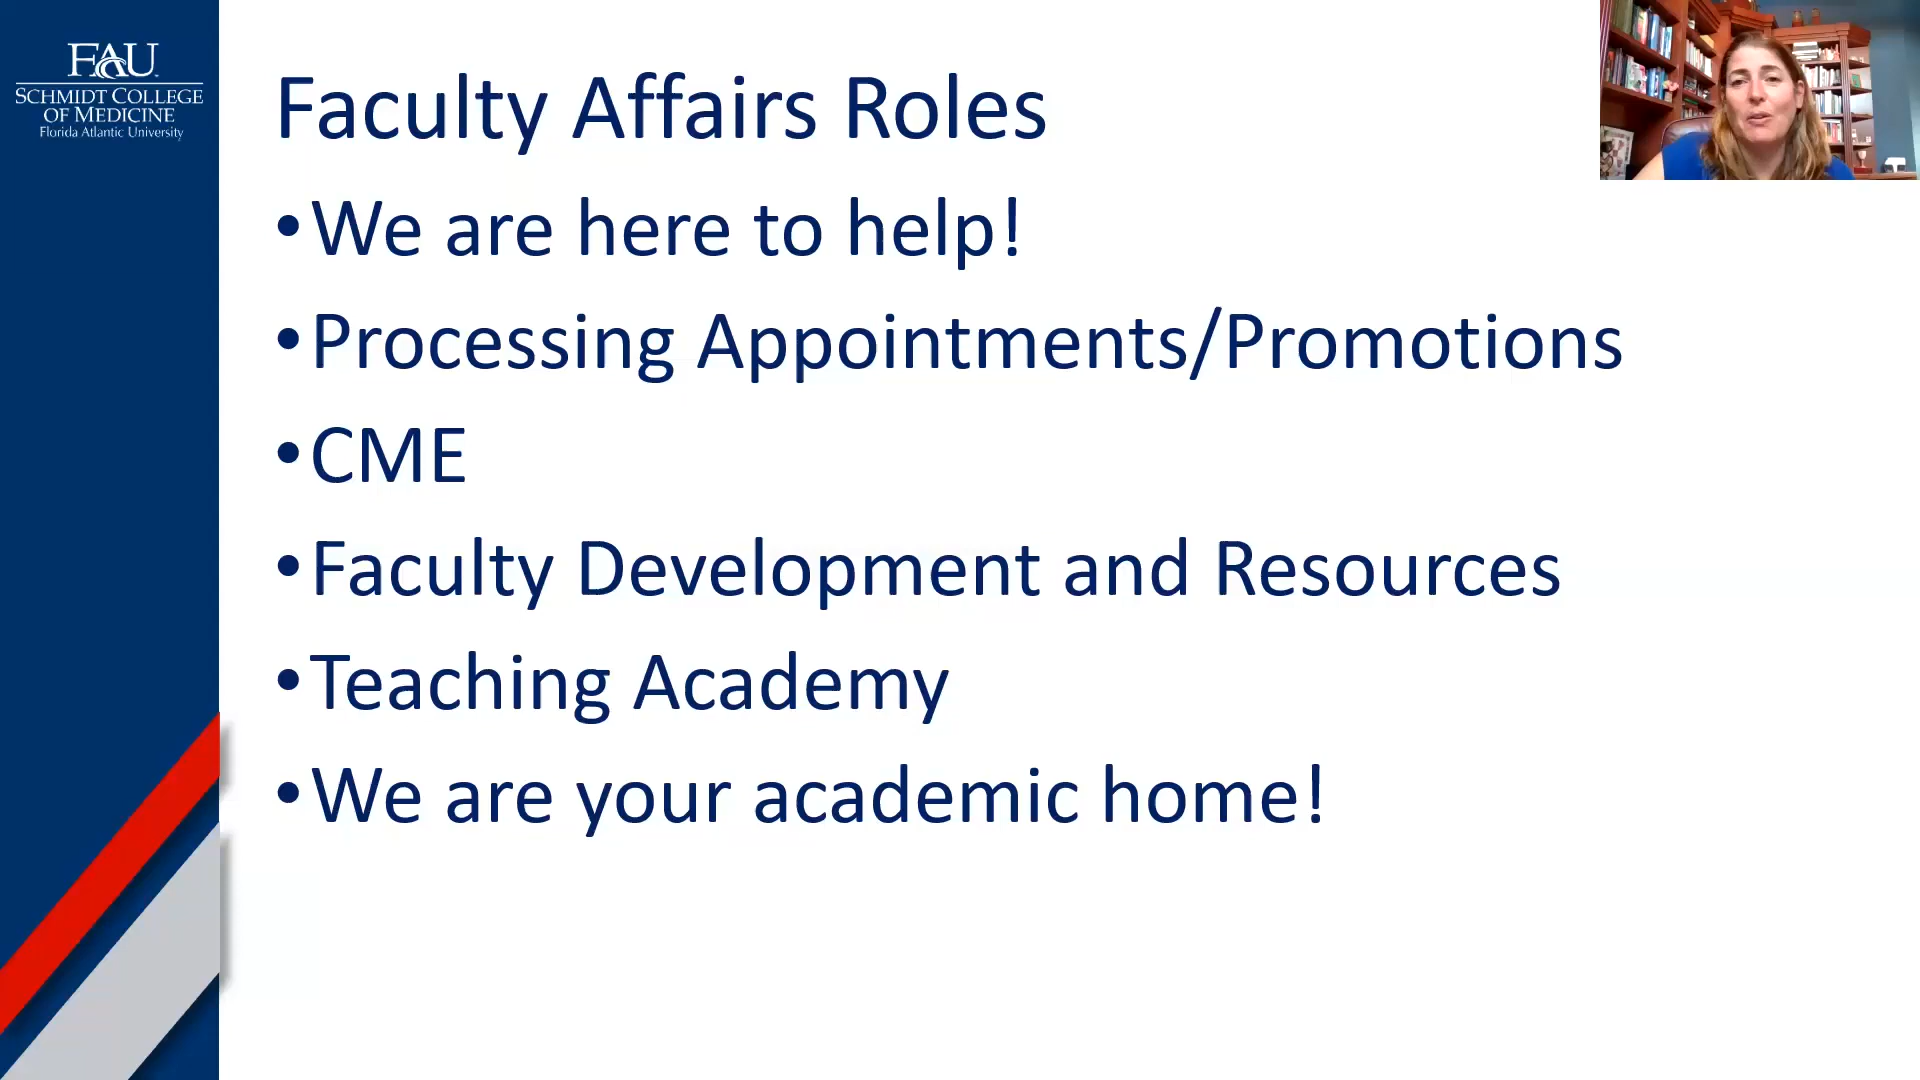 FAU
SCHMIDT COLLEGE
OF MEDICINE
Florida Atlantic University
Faculty Affairs Roles
•We are here to help!
•Processing Appointments/Promotions
•CME
•Faculty Development and Resources
•Teaching Academy
•We are your academic home!